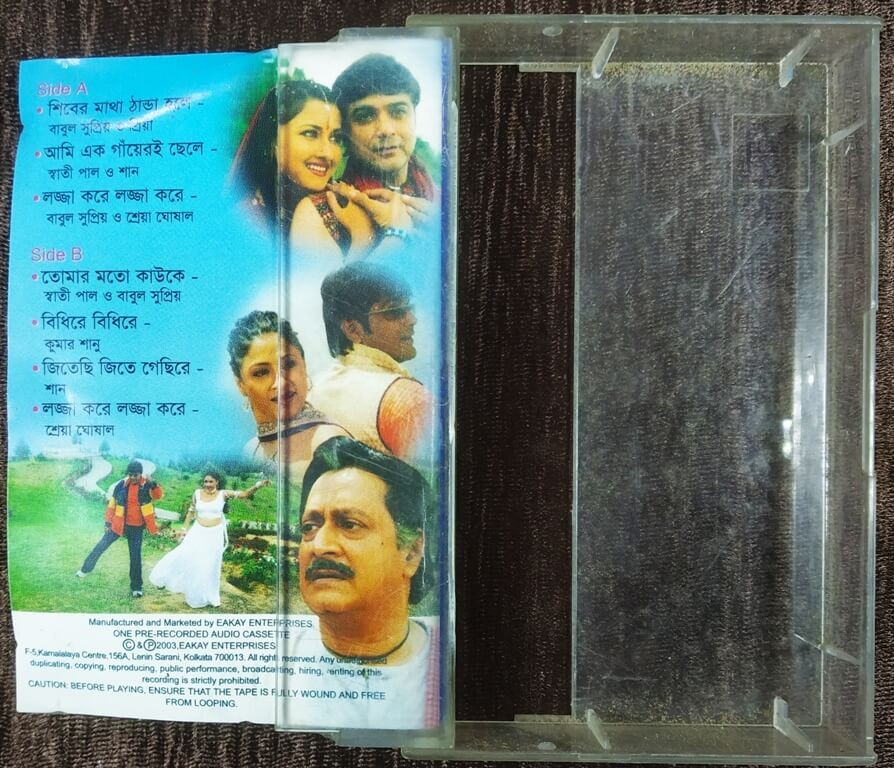 Side A
• শিবের মাথা ঠান্ডা হলে -
বাবুল সুপ্রিয় ও প্রিয়া
• আমি এক গাঁয়েরই ছেলে -
স্বাতী পাল ও শান
• লজ্জা করে লজ্জা করে -
বাবুল সুপ্রিয় ও শ্রেয়া ঘোষাল
Side B
• তোমার মতো কাউকে -
স্বাতী পাল ও বাবুল সুপ্রিয়
• বিধিরে বিধিরে -
কুমার শানু
• জিতেছি জিতে গেছিরে -
শান
• লজ্জা করে লজ্জা করে -
শ্রেয়া ঘোষাল
Manufactured and Marketed by EAKAY ENTERPRISES.
ONE PRE-RECORDED AUDIO CASSETTE
©&℗2003,EAKAY ENTERPRISES
F-5,Kamalalaya Centre,156A, Lenin Sarani, Kolkata 700013. All rights reserved. Any unauthorised
duplicating, copying, reproducing, public performance, broadcasting, hiring, renting of this
recording is strictly prohibited.
CAUTION: BEFORE PLAYING, ENSURE THAT THE TAPE IS FULLY WOUND AND FREE
FROM LOOPING.